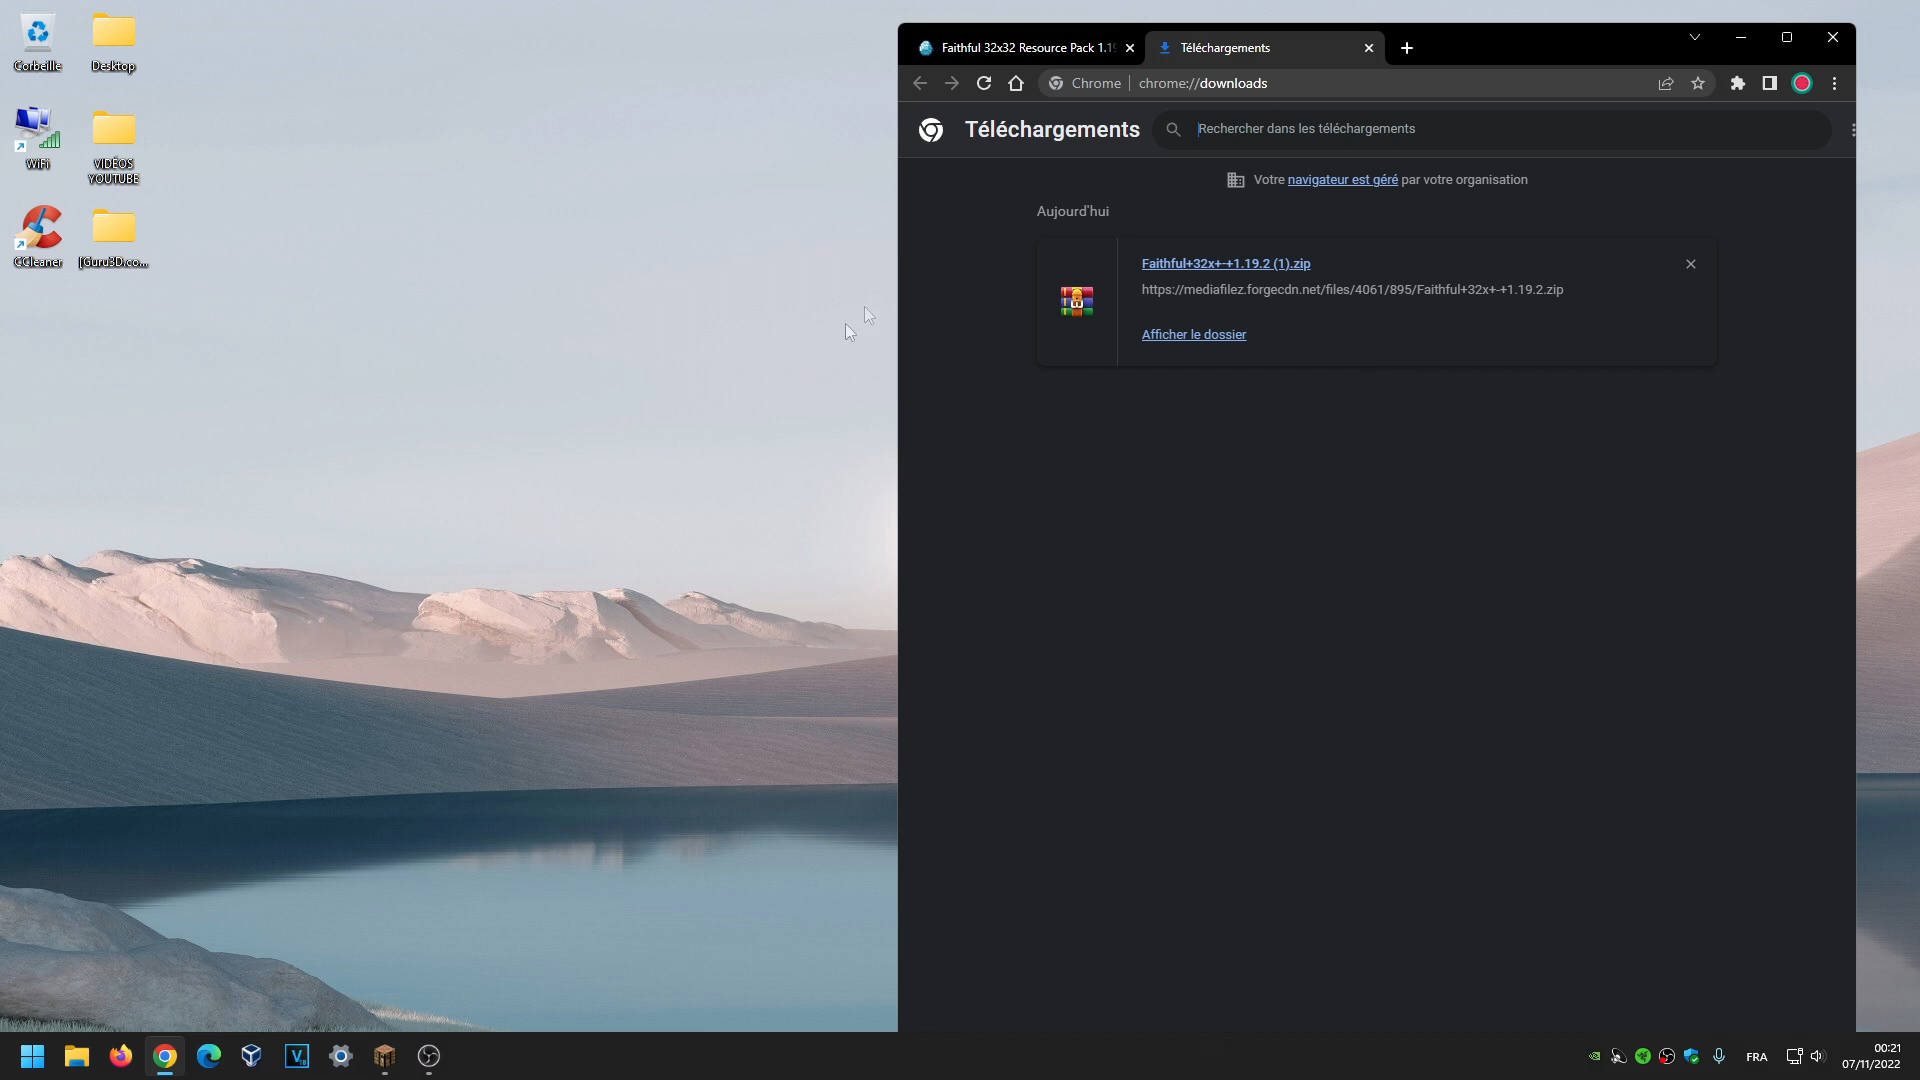 Corbeille
Desktop
WiFi
VIDÉOS
YOUTUBE
CCleaner
[Guru3D.co...
Faithful 32x32 Resource Pack 1.19
Téléchargements
Chrome
chrome://downloads
Téléchargements
Rechercher dans les téléchargements
Votre navigateur est géré par votre organisation
Aujourd'hui
Faithful+32x+-+1.19.2 (1).zip
https://mediafilez.forgecdn.net/files/4061/895/Faithful+32x+-+1.19.2.zip
Afficher le dossier
FRA
00:21
07/11/2022